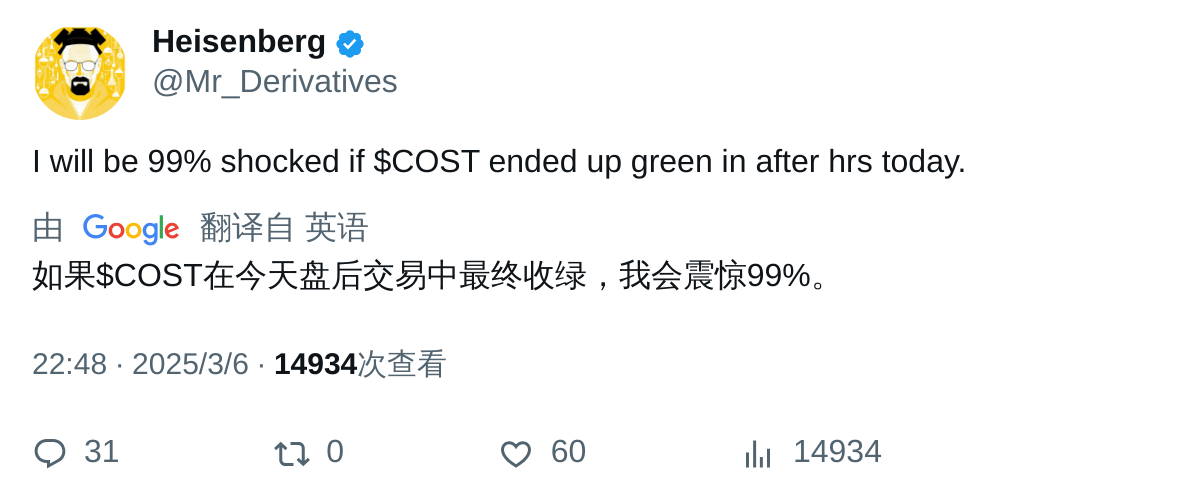 Heisenberg
@Mr_Derivatives
I will be 99% shocked if $COST ended up green in after hrs today.
由 Google 翻译自 英语
如果$COST在今天盘后交易中最终收绿，我会震惊99%。
22:48 · 2025/3/6 · 14934次查看
31 0 60 14934